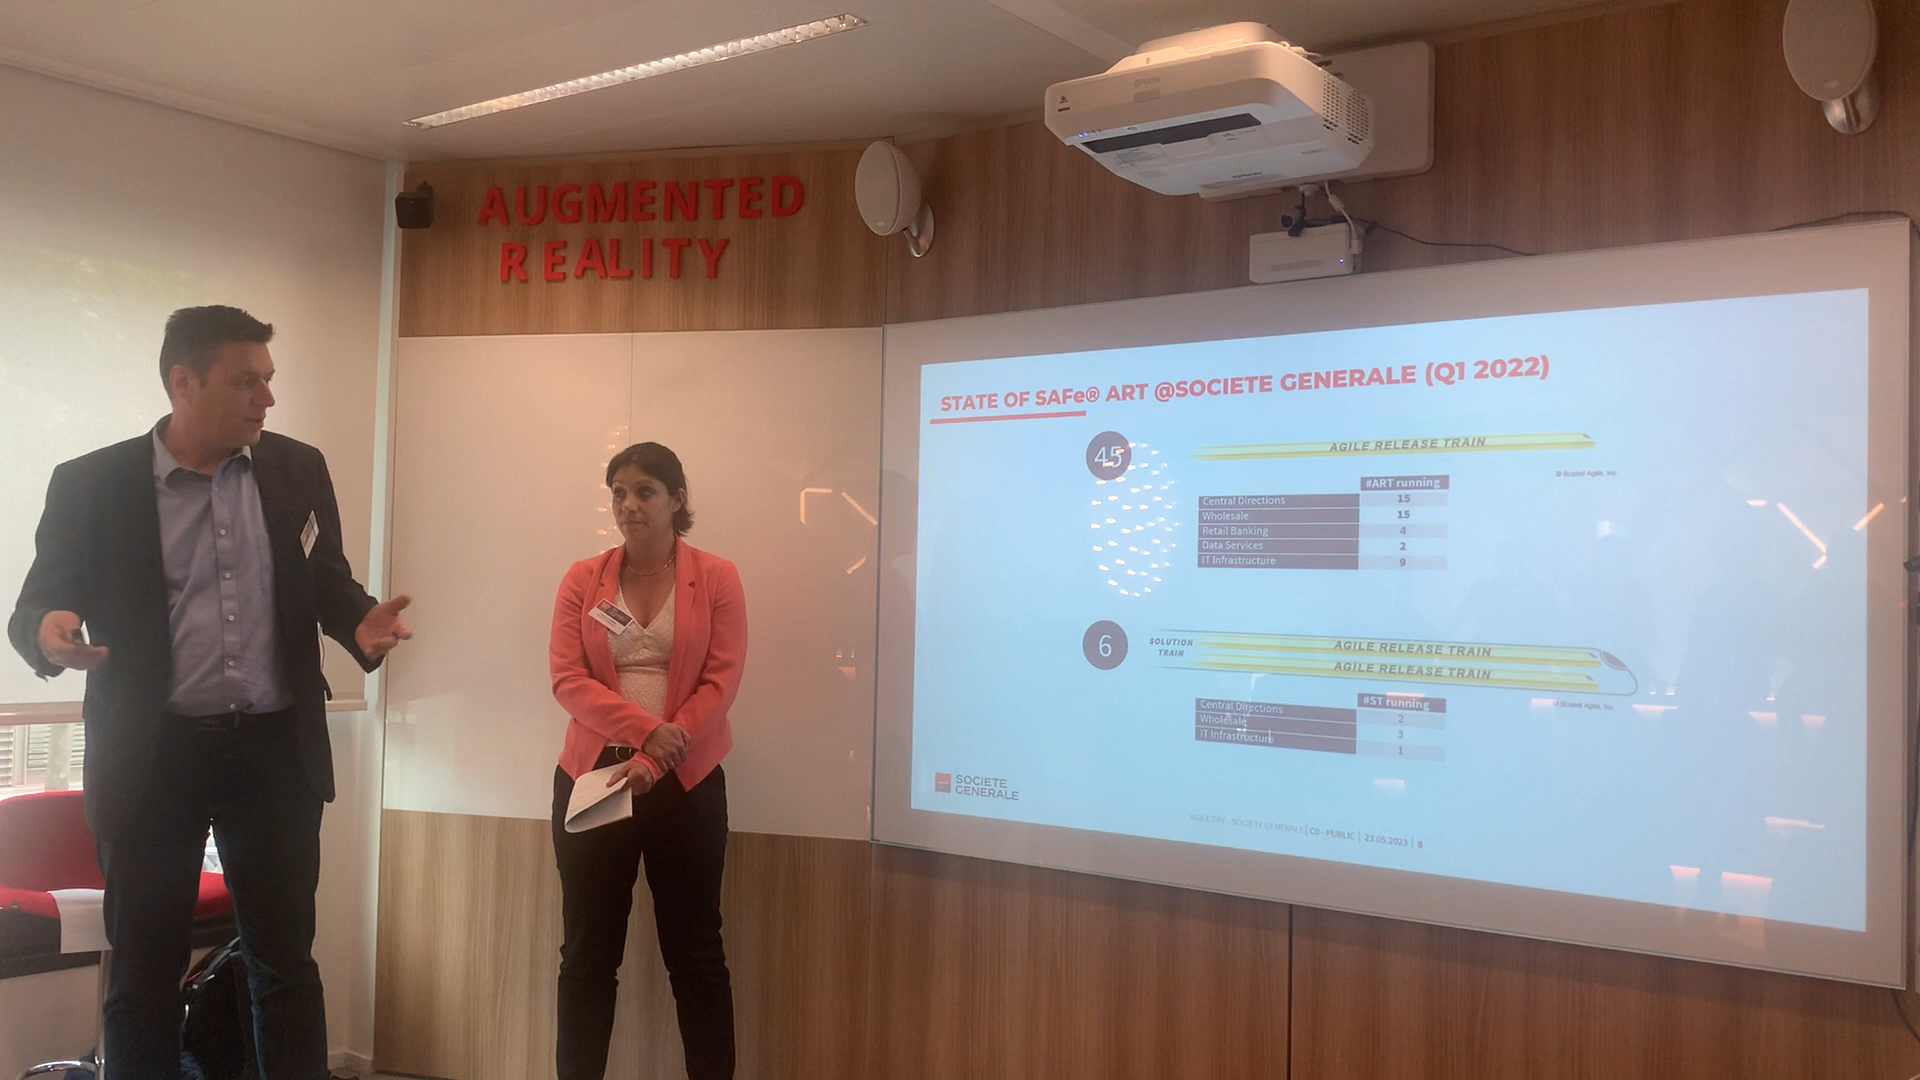 AUGMENTED
REALITY
EPSON
STATE OF SAFe® ART @SOCIETE GENERALE (Q1 2022)
45
AGILE RELEASE TRAIN
© Scaled Agile, Inc.
#ART running
Central Directions 15
Wholesale 15
Retail Banking 4
Data Services 2
IT Infrastructure 9
6
SOLUTION
TRAIN
AGILE RELEASE TRAIN
AGILE RELEASE TRAIN
© Scaled Agile, Inc.
#ST running
Central Directions 2
Wholesale 3
IT Infrastructure 1
SOCIETE
GENERALE
AGILE DAY - SOCIETE GENERALE | C0 - PUBLIC | 23.05.2023 | 6